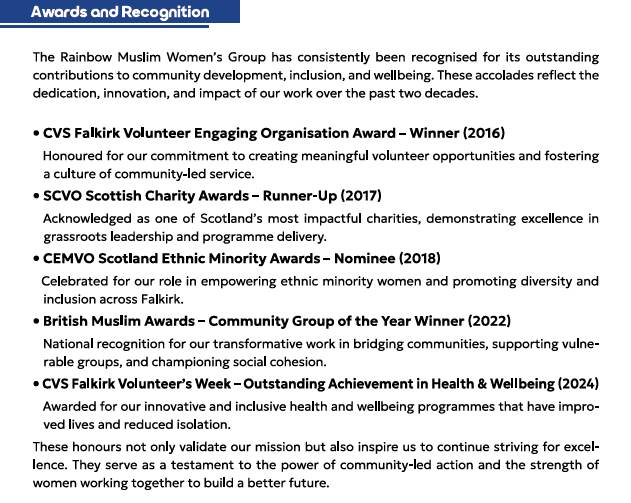 Awards and Recognition
The Rainbow Muslim Women's Group has consistently been recognised for its outstanding
contributions to community development, inclusion, and wellbeing. These accolades reflect the
dedication, innovation, and impact of our work over the past two decades.
• CVS Falkirk Volunteer Engaging Organisation Award – Winner (2016)
Honoured for our commitment to creating meaningful volunteer opportunities and fostering
a culture of community-led service.
• SCVO Scottish Charity Awards – Runner-Up (2017)
Acknowledged as one of Scotland's most impactful charities, demonstrating excellence in
grassroots leadership and programme delivery.
• CEMVO Scotland Ethnic Minority Awards – Nominee (2018)
Celebrated for our role in empowering ethnic minority women and promoting diversity and
inclusion across Falkirk.
• British Muslim Awards – Community Group of the Year Winner (2022)
National recognition for our transformative work in bridging communities, supporting vulne-
rable groups, and championing social cohesion.
• CVS Falkirk Volunteer's Week – Outstanding Achievement in Health & Wellbeing (2024)
Awarded for our innovative and inclusive health and wellbeing programmes that have impro-
ved lives and reduced isolation.
These honours not only validate our mission but also inspire us to continue striving for excel-
lence. They serve as a testament to the power of community-led action and the strength of
women working together to build a better future.